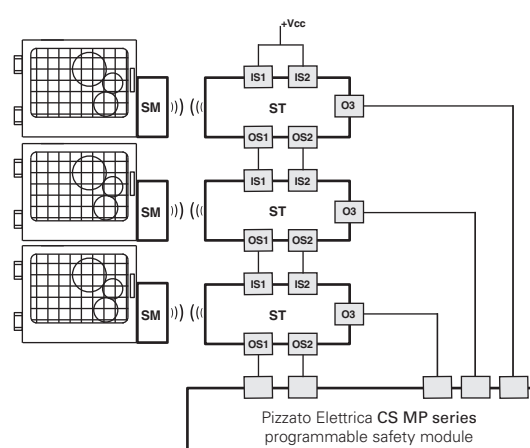 +Vcc
IS1 IS2
SM ST O3
OS1 OS2
IS1 IS2
SM ST O3
OS1 OS2
IS1 IS2
SM ST O3
OS1 OS2
Pizzato Elettrica CS MP series
programmable safety module